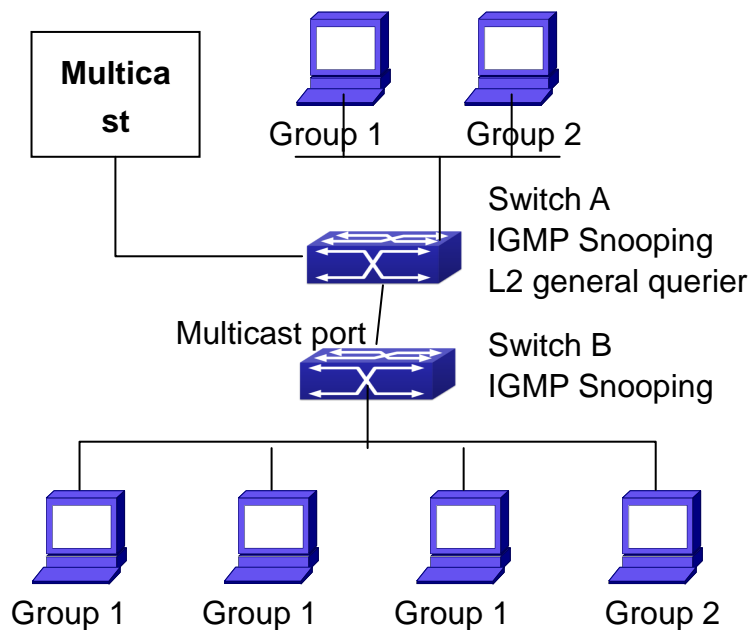 Multica
st
Group 1
Group 2
Switch A
IGMP Snooping
L2 general querier
Multicast port
Switch B
IGMP Snooping
Group 1
Group 1
Group 1
Group 2